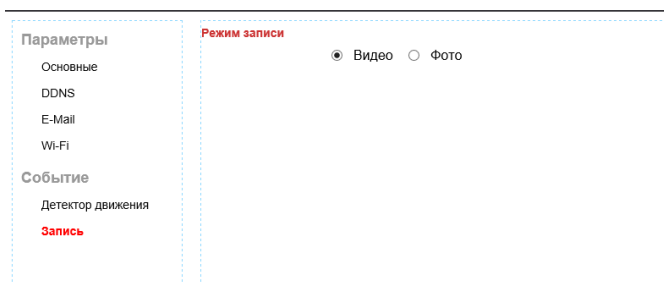 Параметры
Основные
DDNS
E-Mail
Wi-Fi
Событие
Детектор движения
Запись
Режим записи
Видео Фото